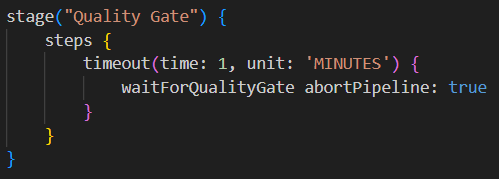 stage("Quality Gate") {
    steps {
        timeout(time: 1, unit: 'MINUTES') {
            waitForQualityGate abortPipeline: true
        }
    }
}